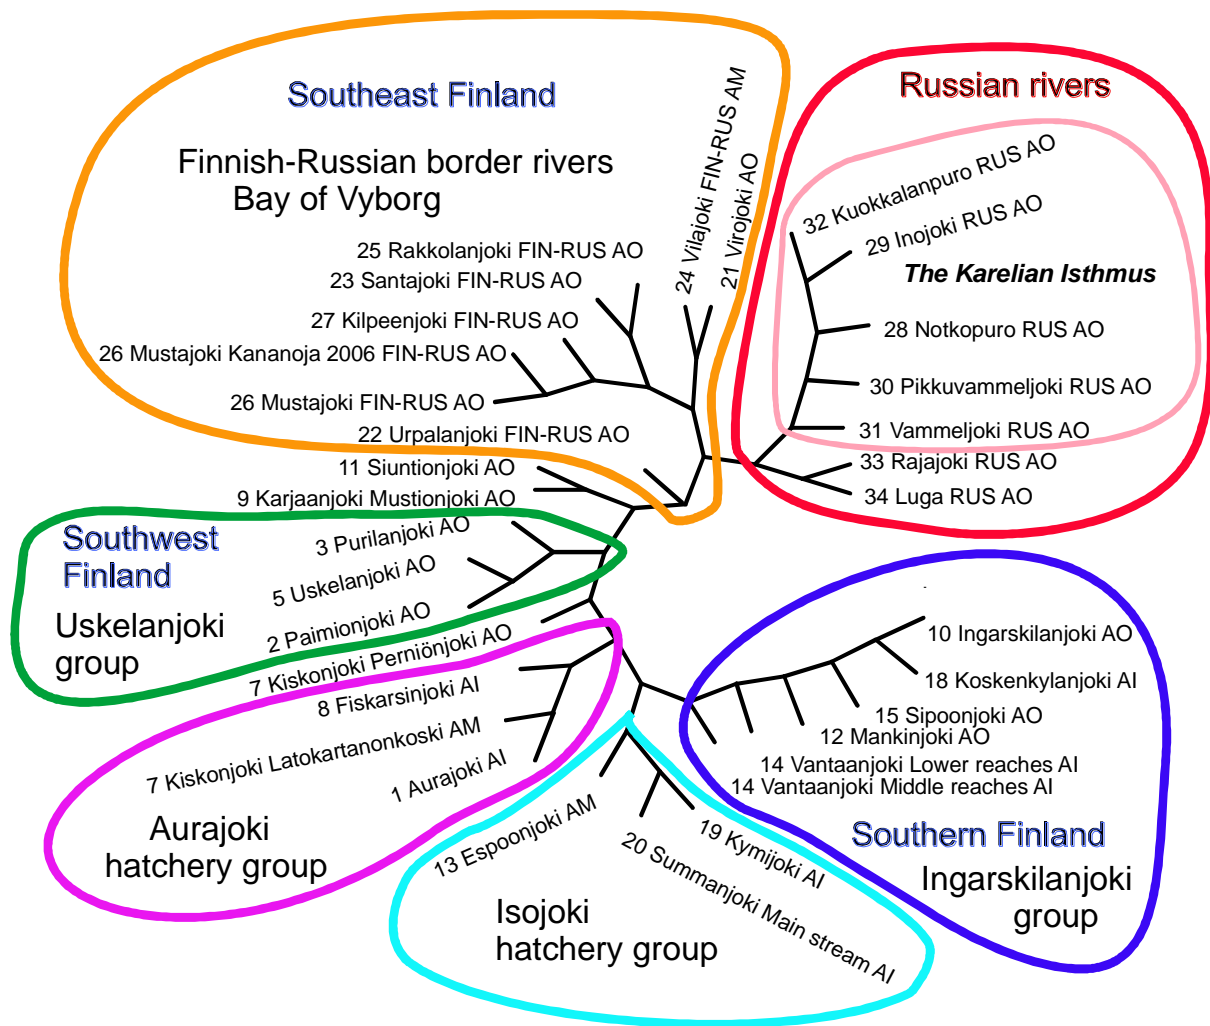 Southeast Finland
Finnish-Russian border rivers
Bay of Vyborg
24 Vilajoki FIN-RUS AM
21 Virojoki AO
25 Rakkolanjoki FIN-RUS AO
23 Santajoki FIN-RUS AO
27 Kilpeenjoki FIN-RUS AO
26 Mustajoki Kananoja 2006 FIN-RUS AO
26 Mustajoki FIN-RUS AO
22 Urpalanjoki FIN-RUS AO
Russian rivers
32 Kuokkalanpuro RUS AO
29 Inojoki RUS AO
The Karelian Isthmus
28 Notkopuro RUS AO
30 Pikkuvammeljoki RUS AO
31 Vammeljoki RUS AO
33 Rajajoki RUS AO
34 Luga RUS AO
11 Siuntionjoki AO
9 Karjaanjoki Mustionjoki AO
Southwest
Finland
Uskelanjoki
group
3 Purilanjoki AO
5 Uskelanjoki AO
2 Paimionjoki AO
7 Kiskonjoki Perniönjoki AO
8 Fiskarsinjoki AI
7 Kiskonjoki Latokartanonkoski AM
1 Aurajoki AI
Aurajoki
hatchery group
13 Espoonjoki AM
20 Summanjoki Main stream AI
19 Kymijoki AI
Isojoki
hatchery group
10 Ingarskilanjoki AO
18 Koskenkylanjoki AI
15 Sipoonjoki AO
12 Mankinjoki AO
14 Vantaanjoki Lower reaches AI
14 Vantaanjoki Middle reaches AI
Southern Finland
Ingarskilanjoki
group